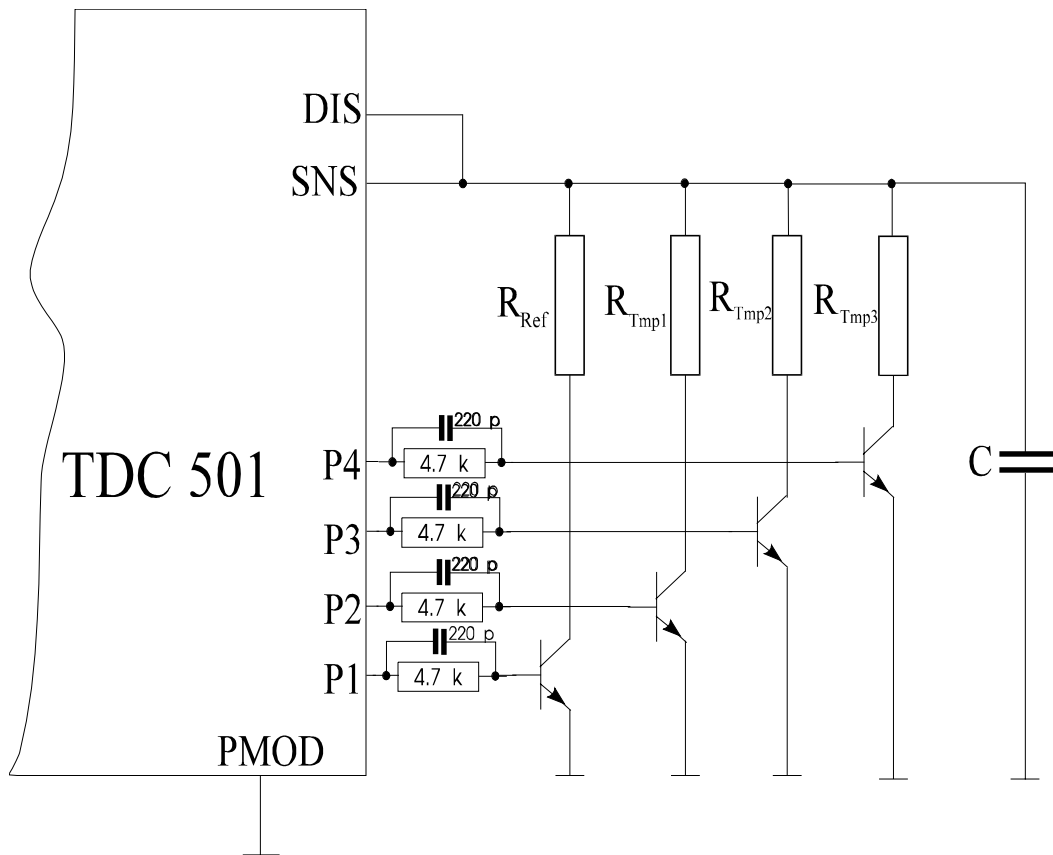 DIS
SNS
R_Ref
R_Tmp1
R_Tmp2
R_Tmp3
220 p
P4
4.7 k
C
TDC 501
220 p
P3
4.7 k
220 p
P2
4.7 k
220 p
P1
4.7 k
PMOD